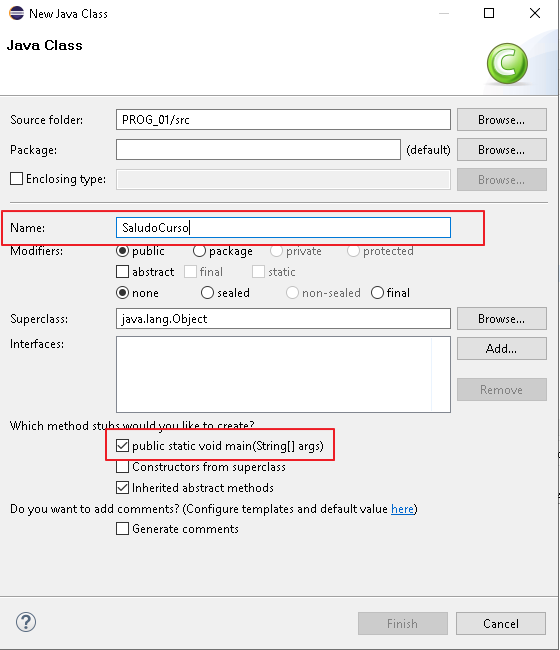 New Java Class
Java Class
Source folder: PROG_01/src Browse...
Package: (default) Browse...
Enclosing type: Browse...
Name: SaludoCurso
Modifiers: public package private protected
abstract final static
none sealed non-sealed final
Superclass: java.lang.Object Browse...
Interfaces: Add...
Remove
Which method stubs would you like to create?
public static void main(String[] args)
Constructors from superclass
Inherited abstract methods
Do you want to add comments? (Configure templates and default value here)
Generate comments
? Finish Cancel